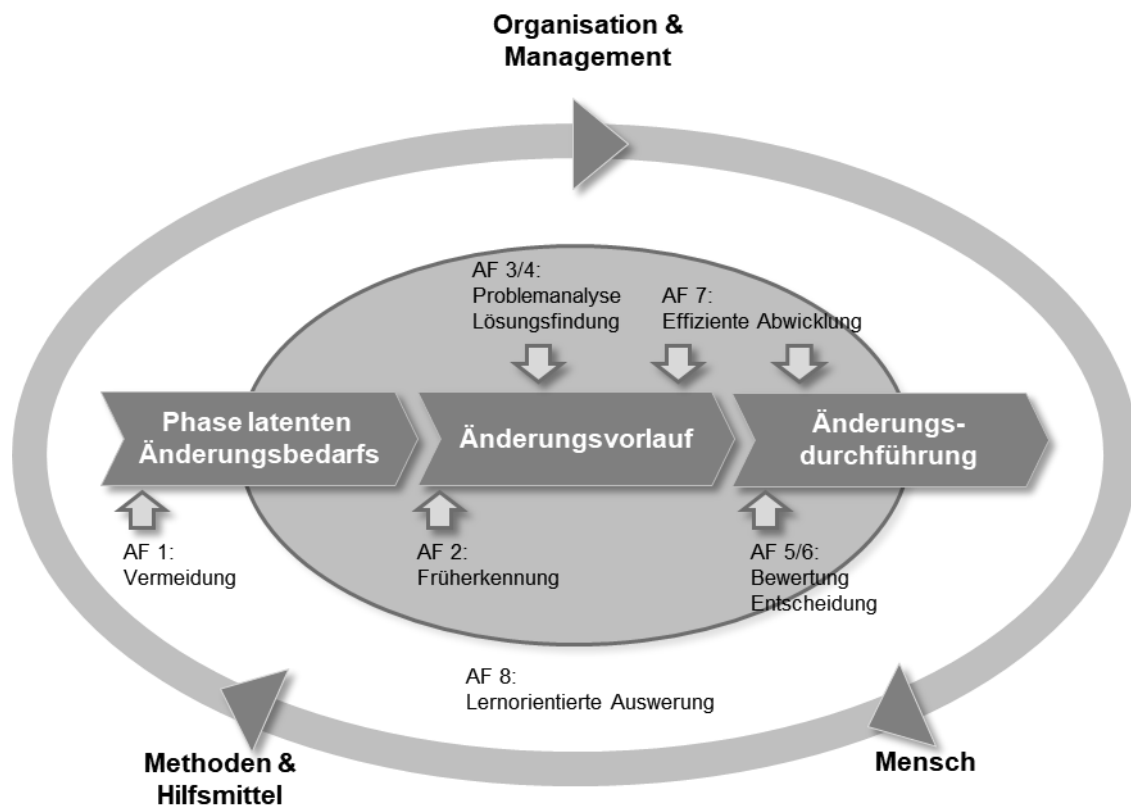 Organisation &
Management
AF 3/4:
Problemanalyse
Lösungsfindung
AF 7:
Effiziente Abwicklung
Phase latenten
Änderungsbedarfs
Änderungsvorlauf
Änderungs-
durchführung
AF 1:
Vermeidung
AF 2:
Früherkennung
AF 5/6:
Bewertung
Entscheidung
AF 8:
Lernorientierte Auswerung
Methoden &
Hilfsmittel
Mensch